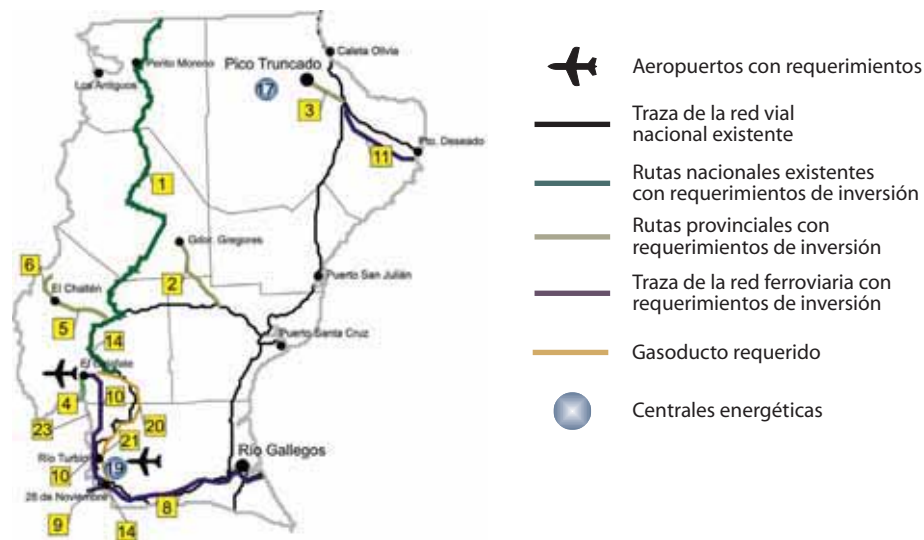 Caleta Olivia
Perito Moreno
Pico Truncado
Los Antiguos
17
3
Pto. Deseado
11
1
Gdor. Gregores
6
El Chaltén
2
Puerto San Julián
5
14
Puerto Santa Cruz
El Calafate
4
10
23
20
21
Río Gallegos
Río Turbio
19
10
28 de Noviembre
8
9
14
Aeropuertos con requerimientos
Traza de la red vial
nacional existente
Rutas nacionales existentes
con requerimientos de inversión
Rutas provinciales con
requerimientos de inversión
Traza de la red ferroviaria con
requerimientos de inversión
Gasoducto requerido
Centrales energéticas